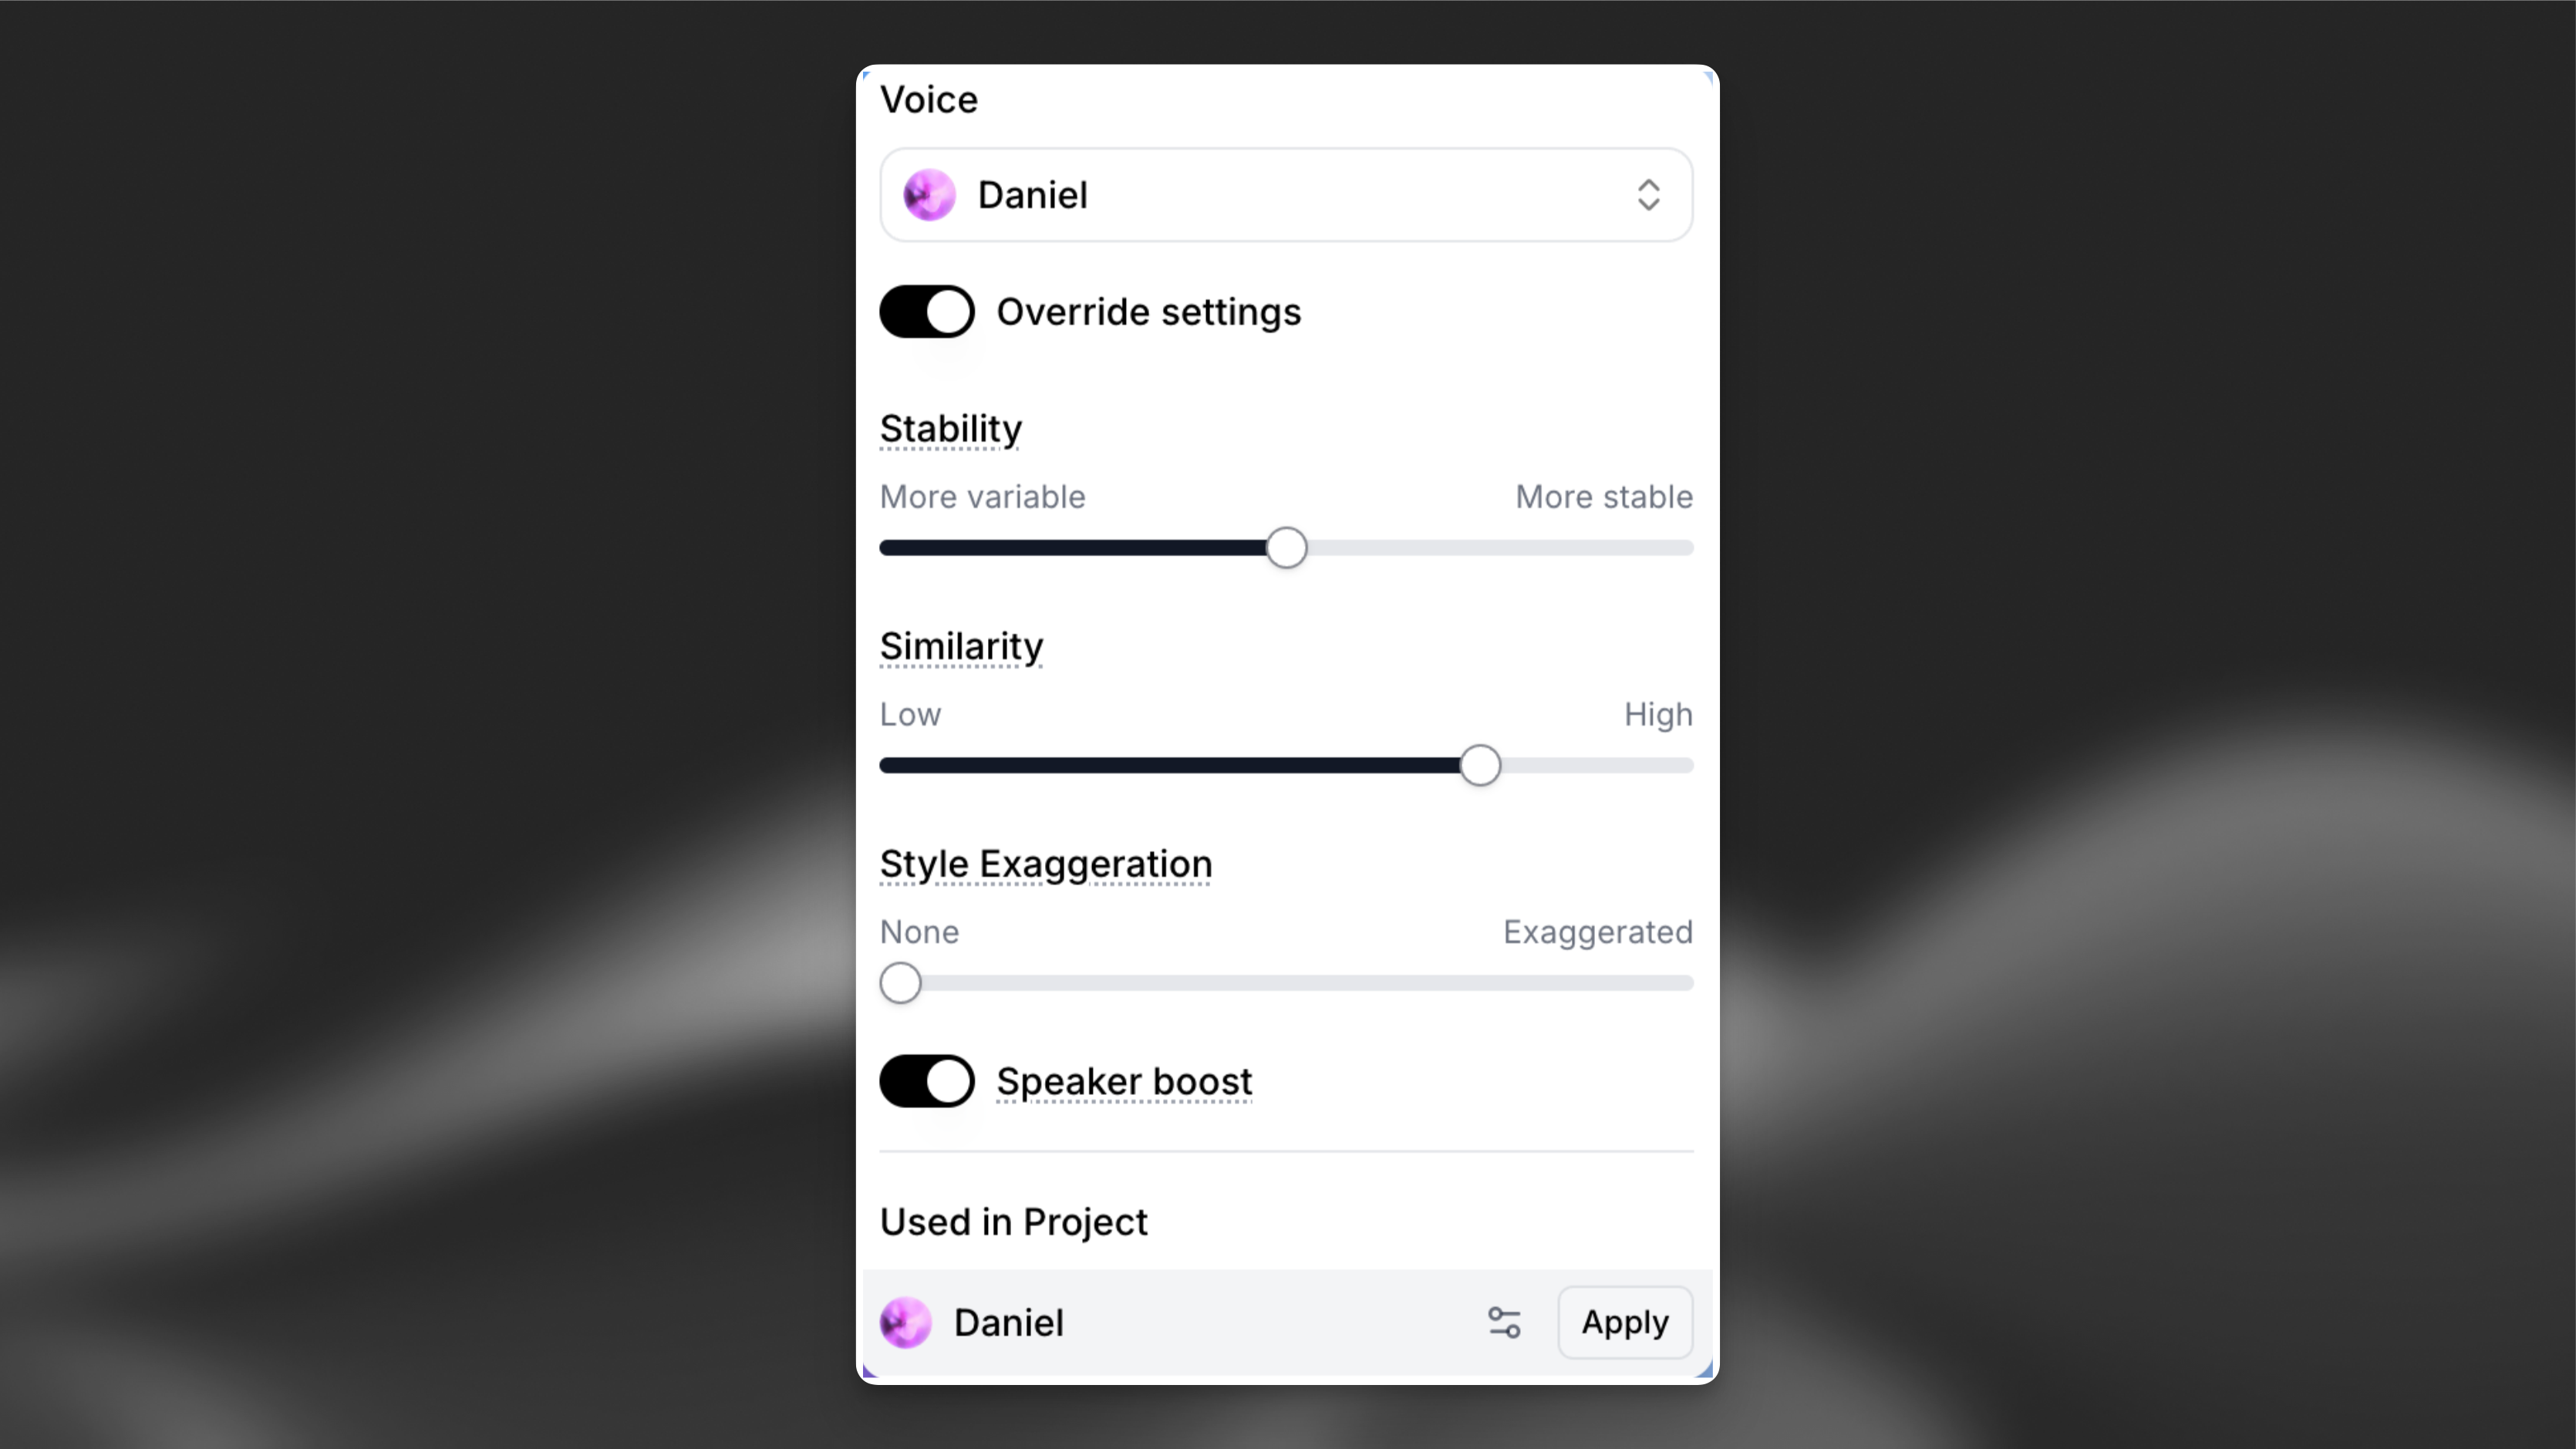 Voice
Daniel
Override settings
Stability
More variable More stable
Similarity
Low High
Style Exaggeration
None Exaggerated
Speaker boost
Used in Project
Daniel Apply